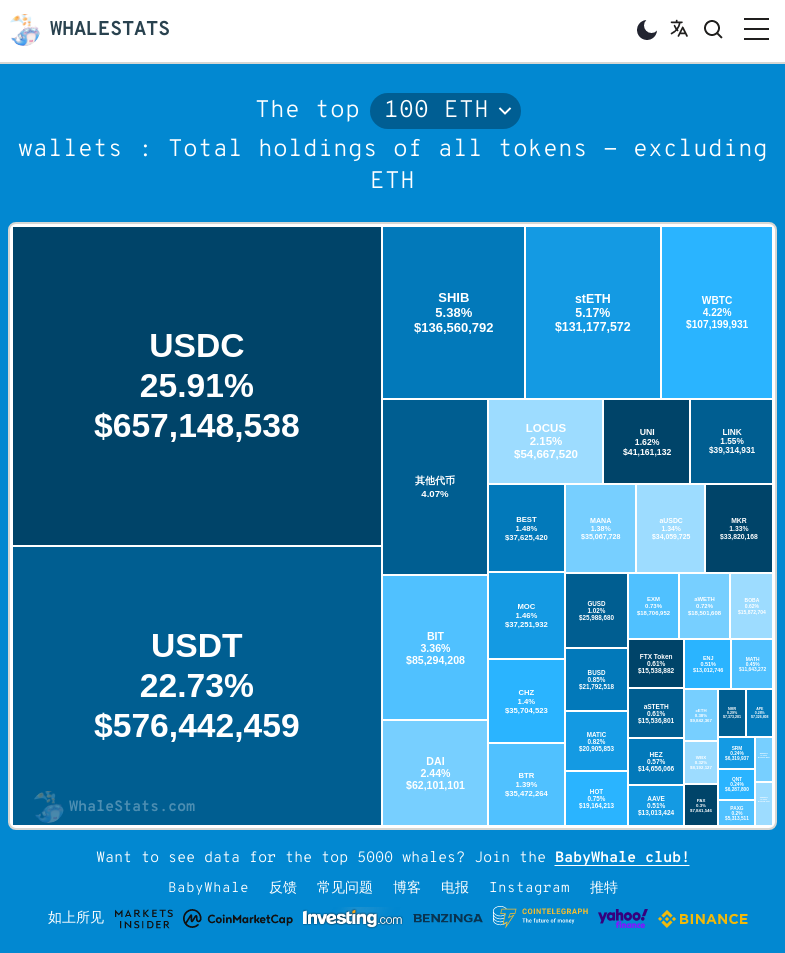 WHALESTATS
The top 100 ETH
wallets : Total holdings of all tokens - excluding
ETH
USDC
25.91%
$657,148,538
USDT
22.73%
$576,442,459
SHIB
5.38%
$136,560,792
stETH
5.17%
$131,177,572
WBTC
4.22%
$107,199,931
其他代币
4.07%
LOCUS
2.15%
$54,667,520
UNI
1.62%
$41,161,132
LINK
1.55%
$39,314,931
BEST
1.48%
$37,625,420
MANA
1.38%
$35,067,728
aUSDC
1.34%
$34,059,725
MKR
1.33%
$33,820,168
BIT
3.36%
$85,294,208
DAI
2.44%
$62,101,101
MOC
1.46%
$37,251,932
CHZ
1.4%
$35,704,523
BTR
1.39%
$35,472,264
GUSD
1.02%
$25,988,680
BUSD
0.85%
$21,792,518
MATIC
0.82%
$20,905,853
HOT
0.75%
$19,164,213
EXM
0.73%
$18,706,952
aWETH
0.72%
BOBA
FTX Token
0.61%
$15,538,882
ENJ
0.51%
$13,012,746
MATH
0.45%
aSTETH
0.61%
$15,536,801
HEZ
0.57%
$14,656,066
AAVE
0.51%
$13,013,424
PAX
0.3%
SRM
0.24%
QNT
0.24%
PAXG
0.2%
WhaleStats.com
Want to see data for the top 5000 whales? Join the BabyWhale club!
BabyWhale 反馈 常见问题 博客 电报 Instagram 推特
如上所见 MARKETS INSIDER CoinMarketCap Investing.com BENZINGA COINTELEGRAPH The future of money yahoo! finance BINANCE